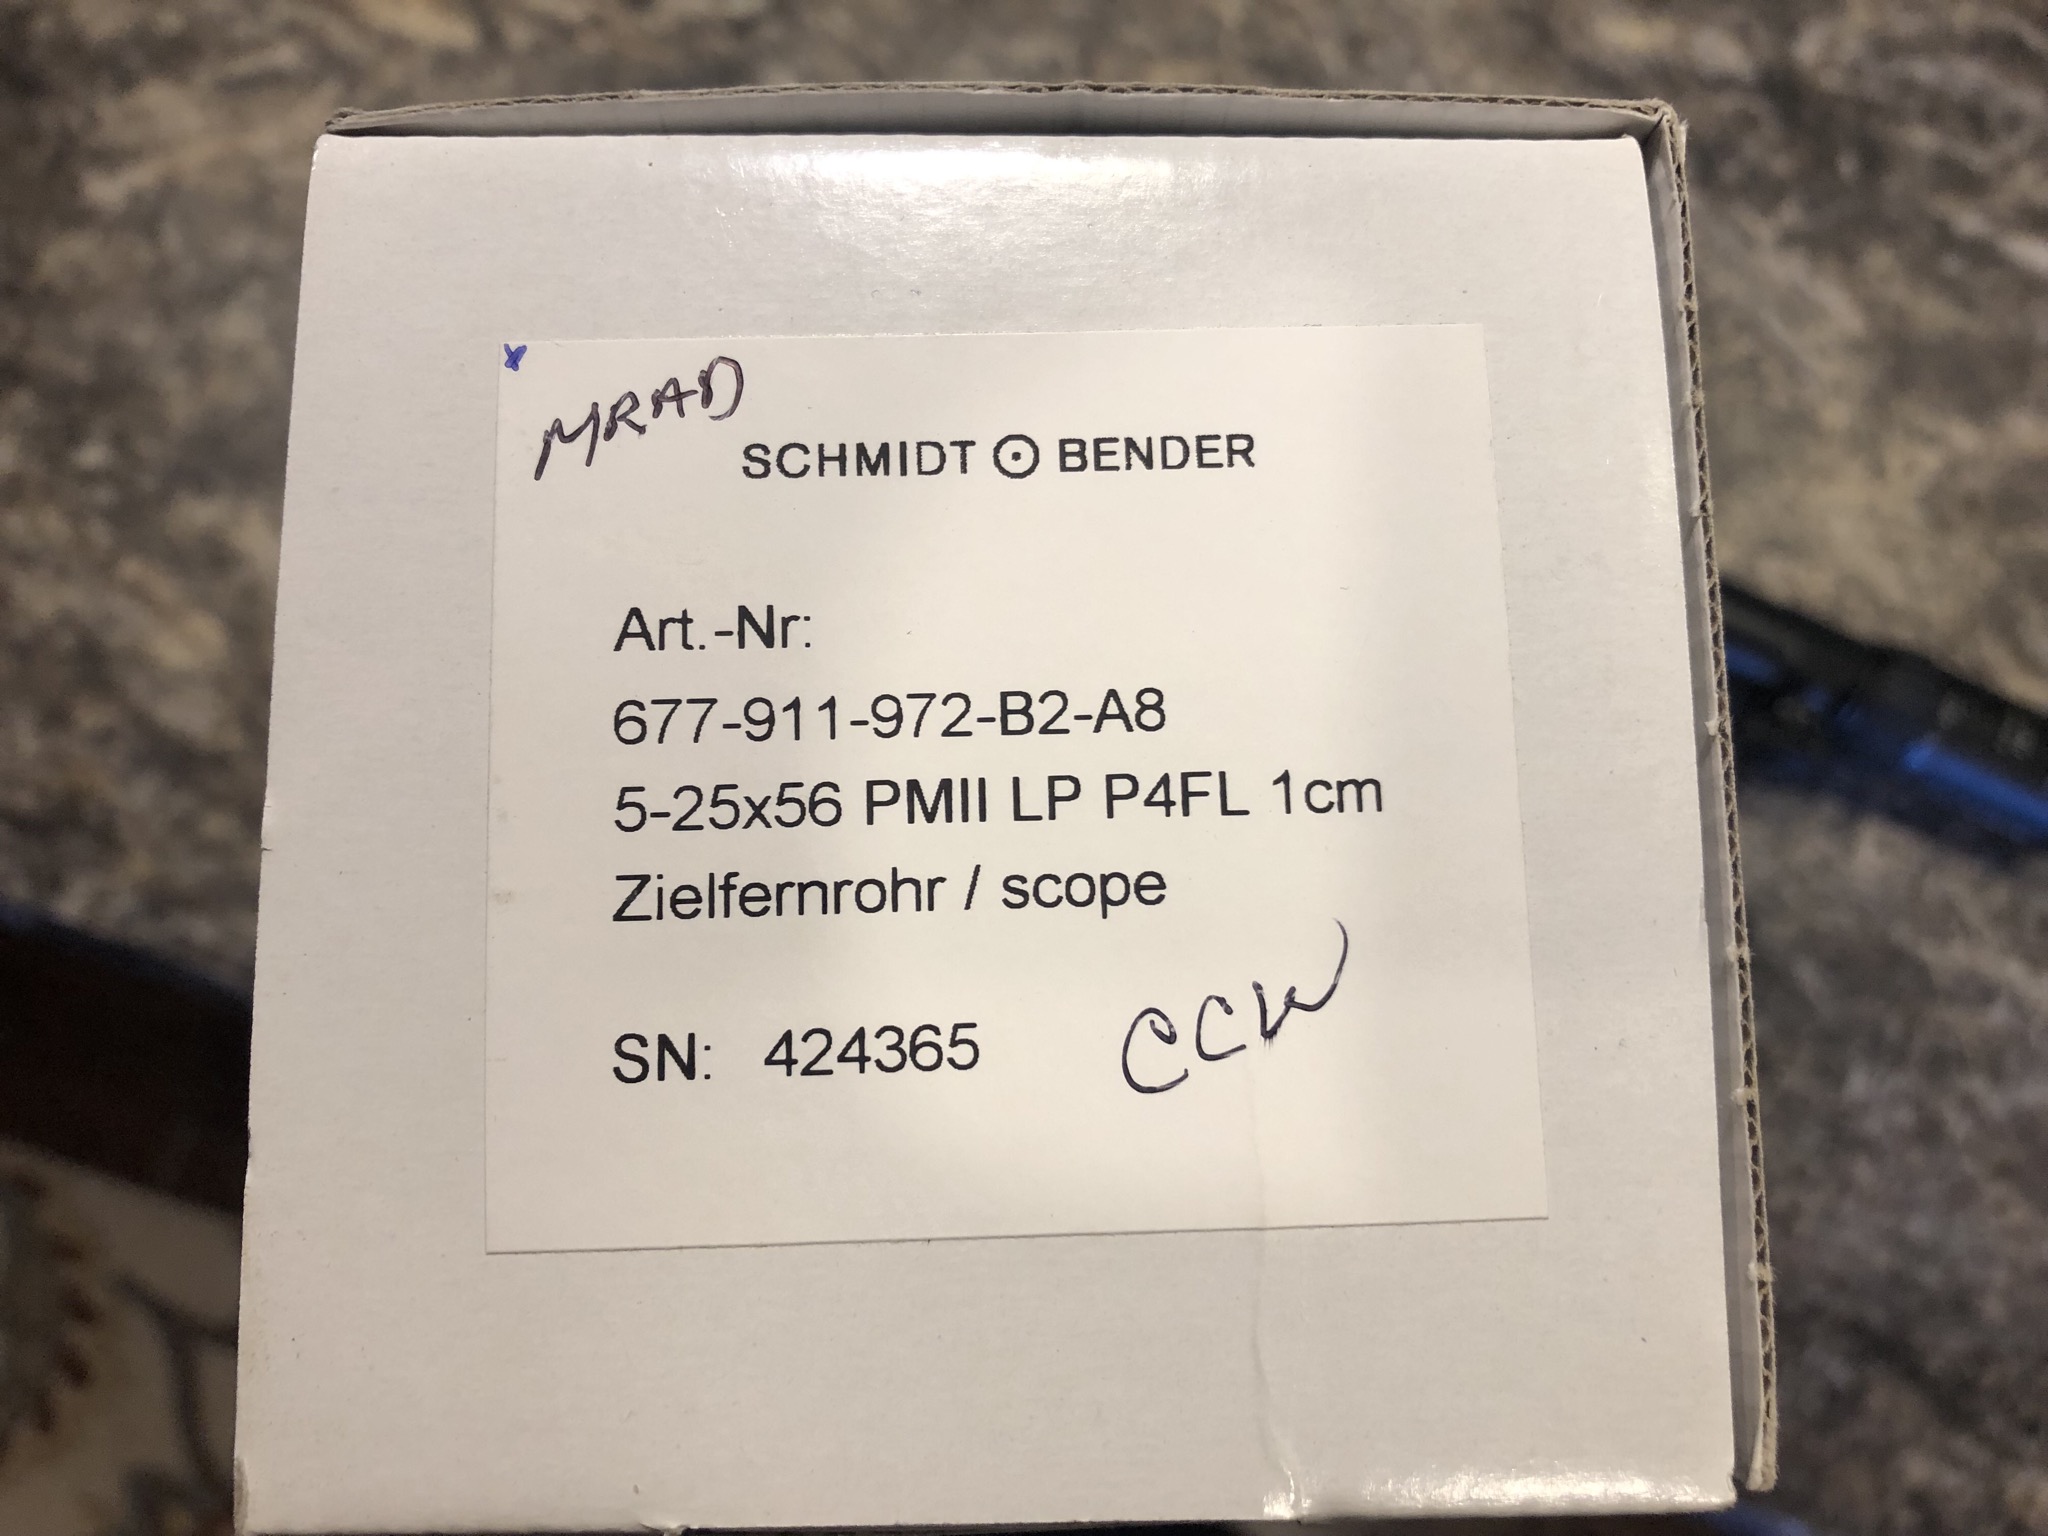 MRAD
SCHMIDT BENDER
Art.-Nr:
677-911-972-B2-A8
5-25x56 PMII LP P4FL 1cm
Zielfernrohr / scope
SN: 424365
CCW